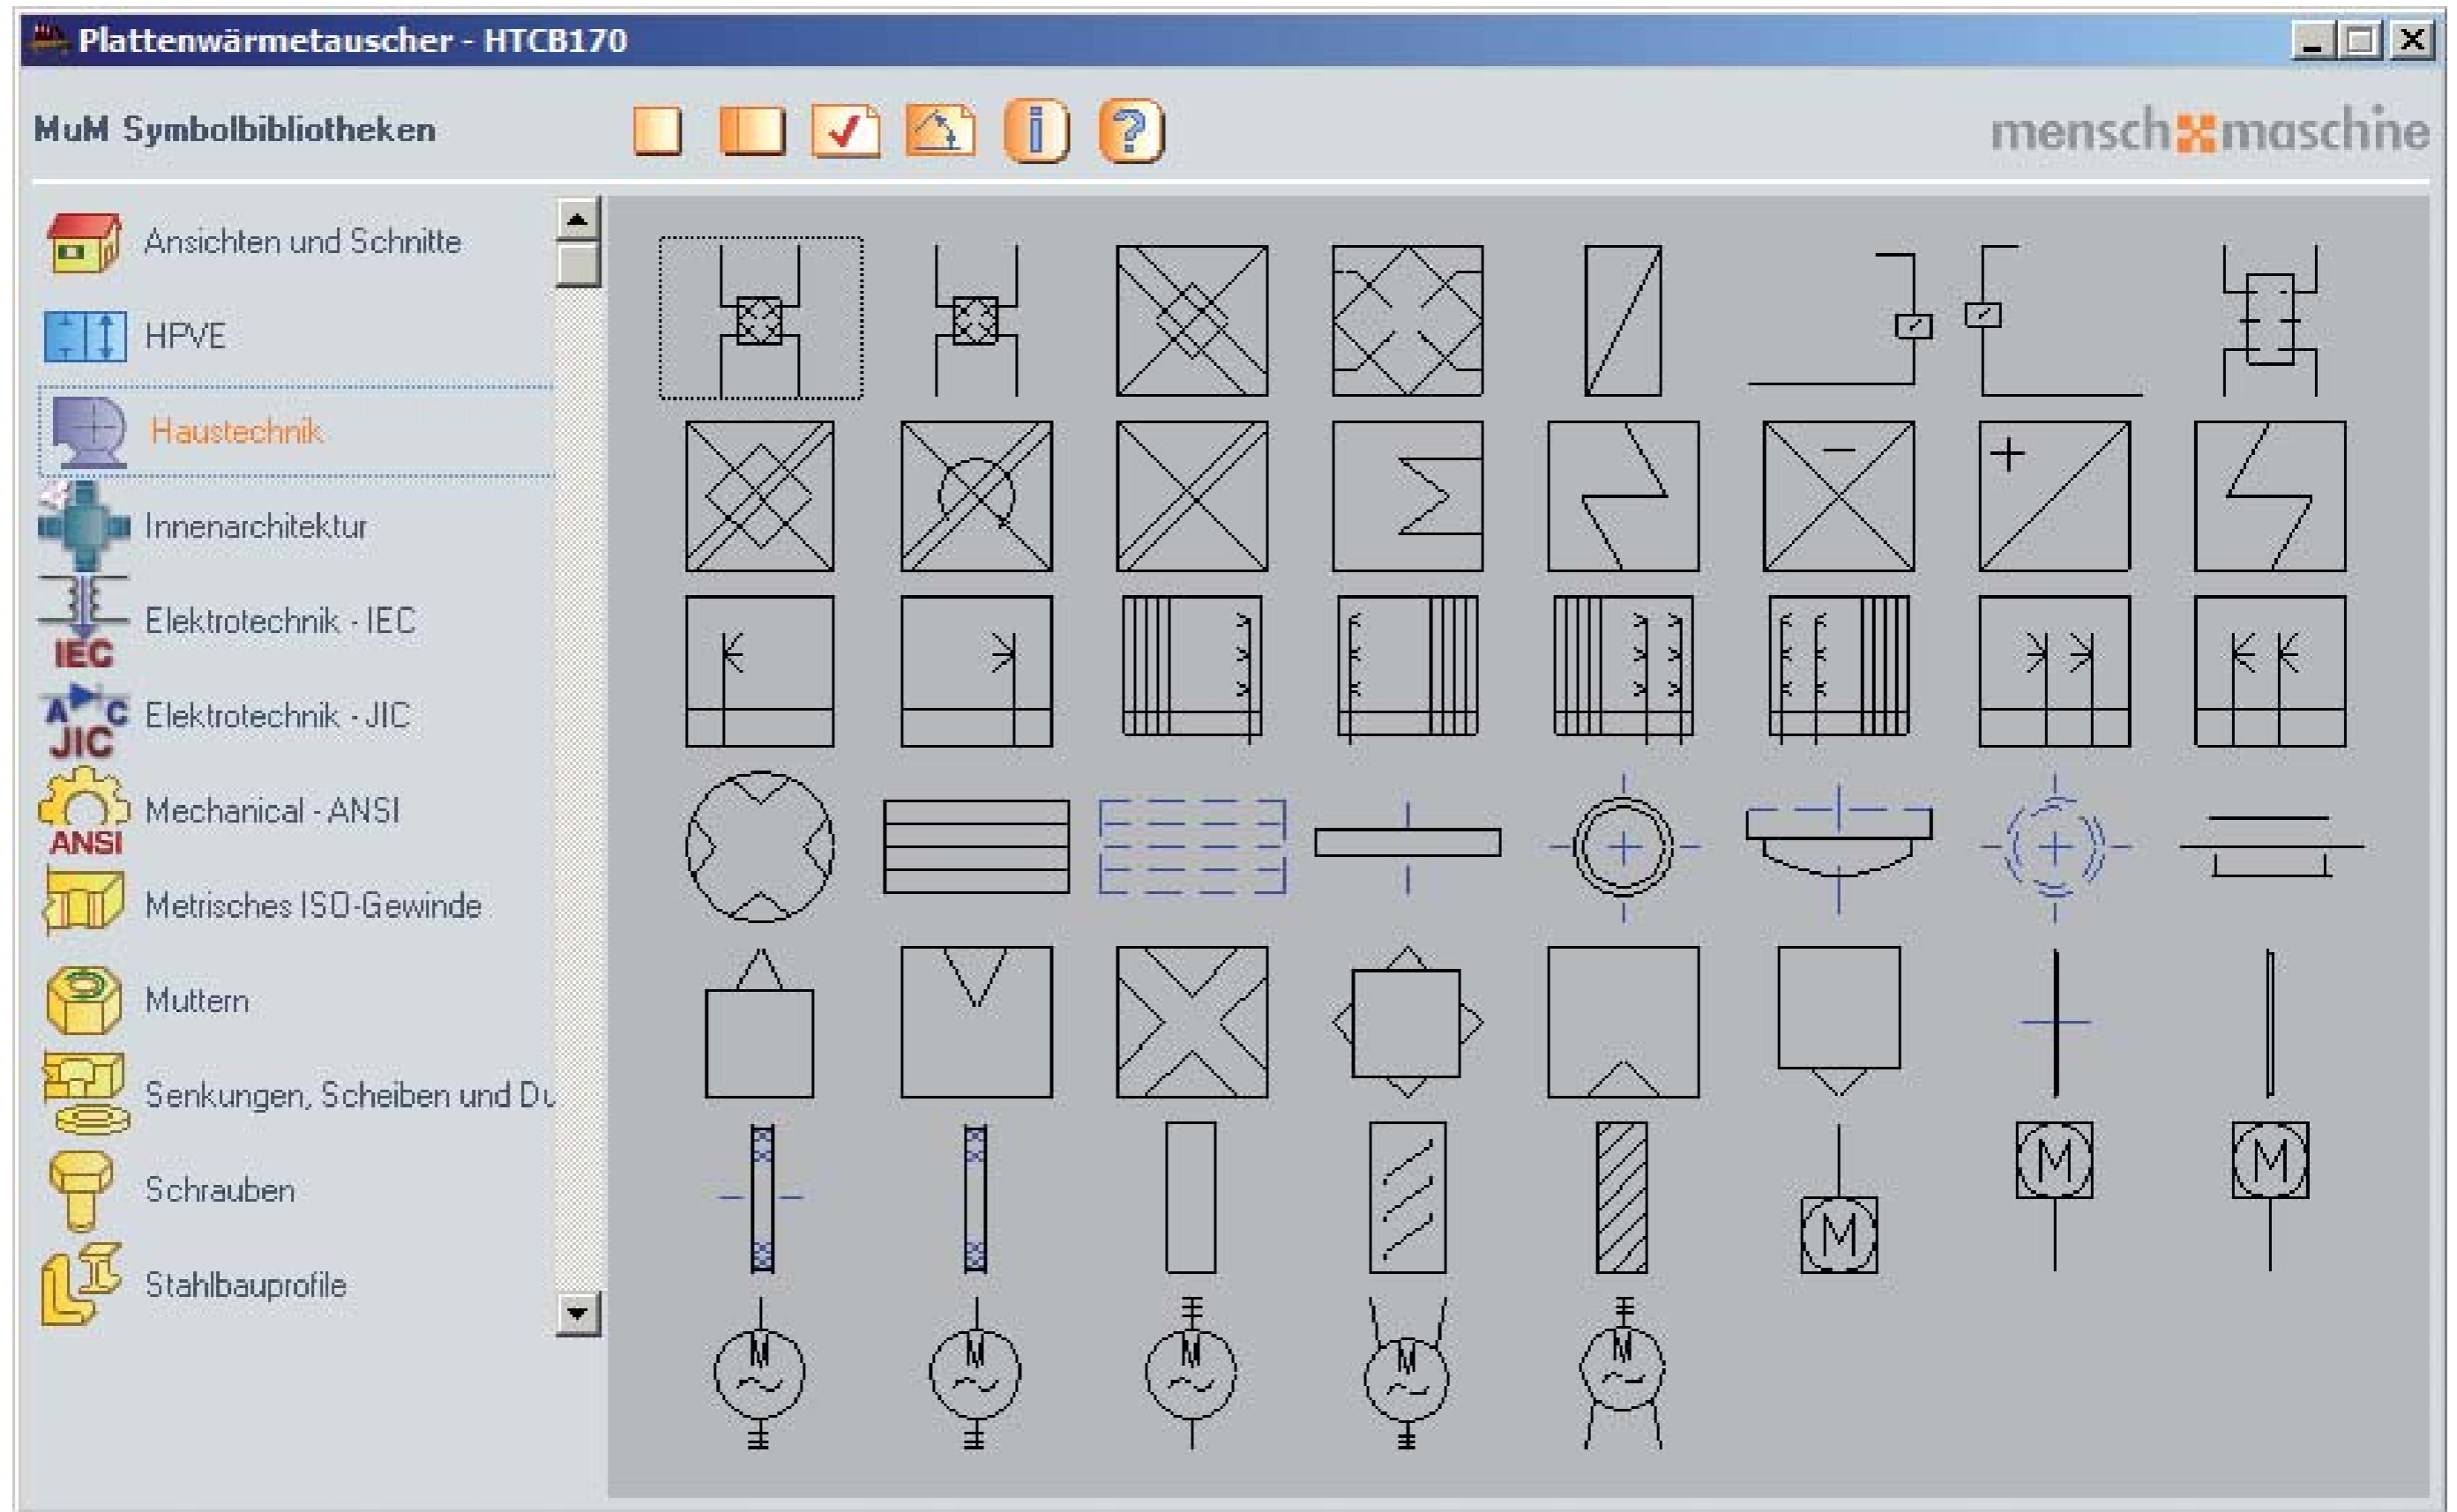 Plattenwärmetauscher - HTCB170
MuM Symbolbibliotheken
i
?
mensch maschine
Ansichten und Schnitte
HPVE
Haustechnik
Innenarchitektur
IEC
Elektrotechnik - IEC
A C
JIC
Elektrotechnik - JIC
ANSI
Mechanical - ANSI
Metrisches ISO-Gewinde
Muttern
Senkungen, Scheiben und Du
Schrauben
Stahlbauprofile
M
M
M
M
M
M
M
M